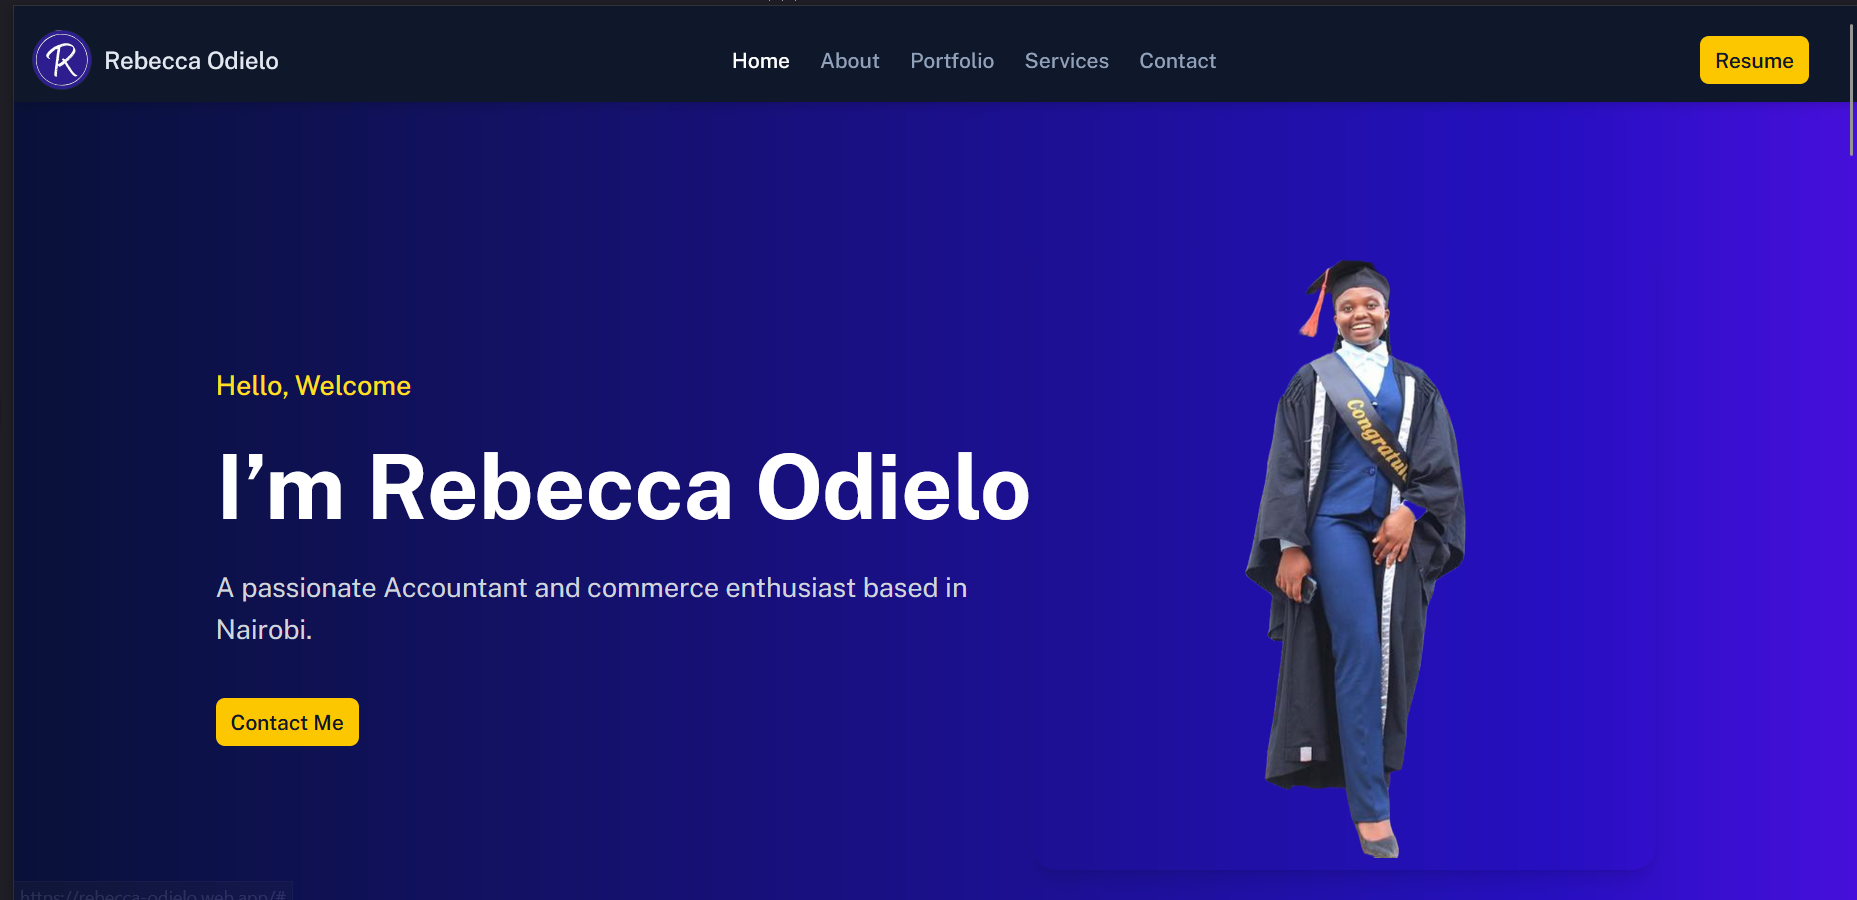 R
Rebecca Odielo
Home About Portfolio Services Contact
Resume
Hello, Welcome
I’m Rebecca Odielo
A passionate Accountant and commerce enthusiast based in
Nairobi.
Contact Me
https://rebecca-odielo.web.app/#